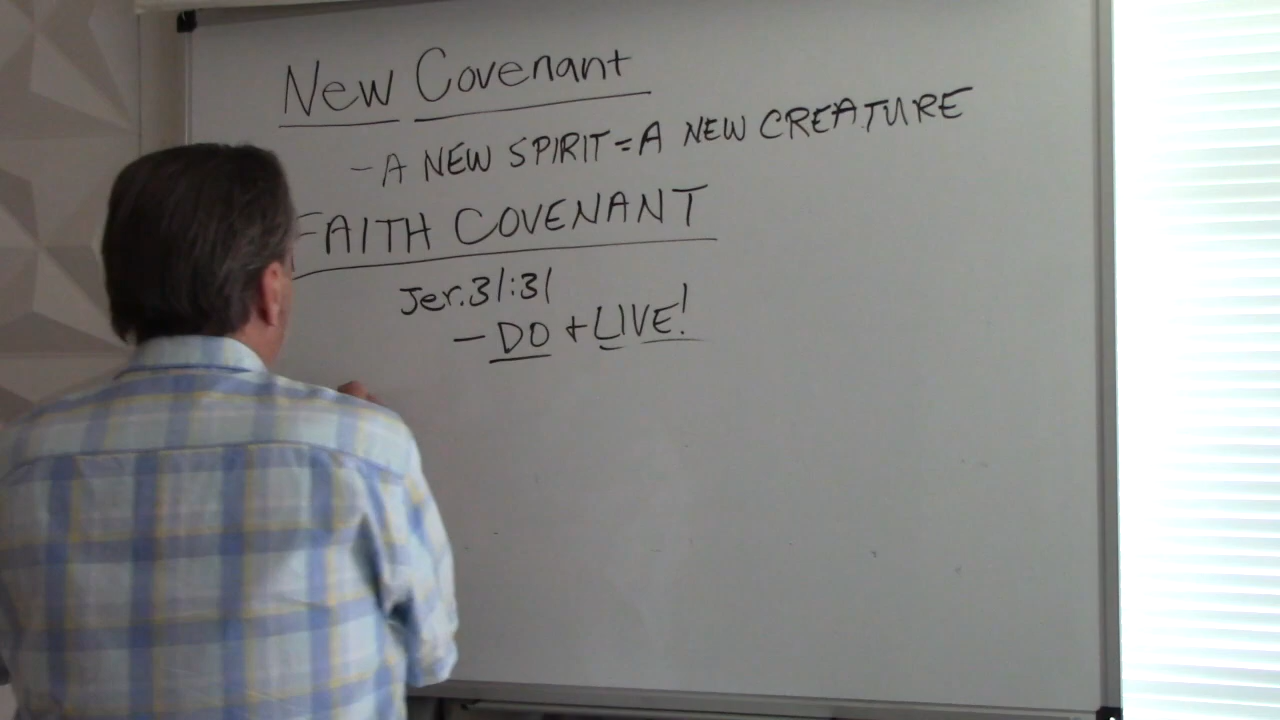 New Covenant
- A NEW SPIRIT = A NEW CREATURE
FAITH COVENANT
Jer. 31:31
- DO + LIVE!